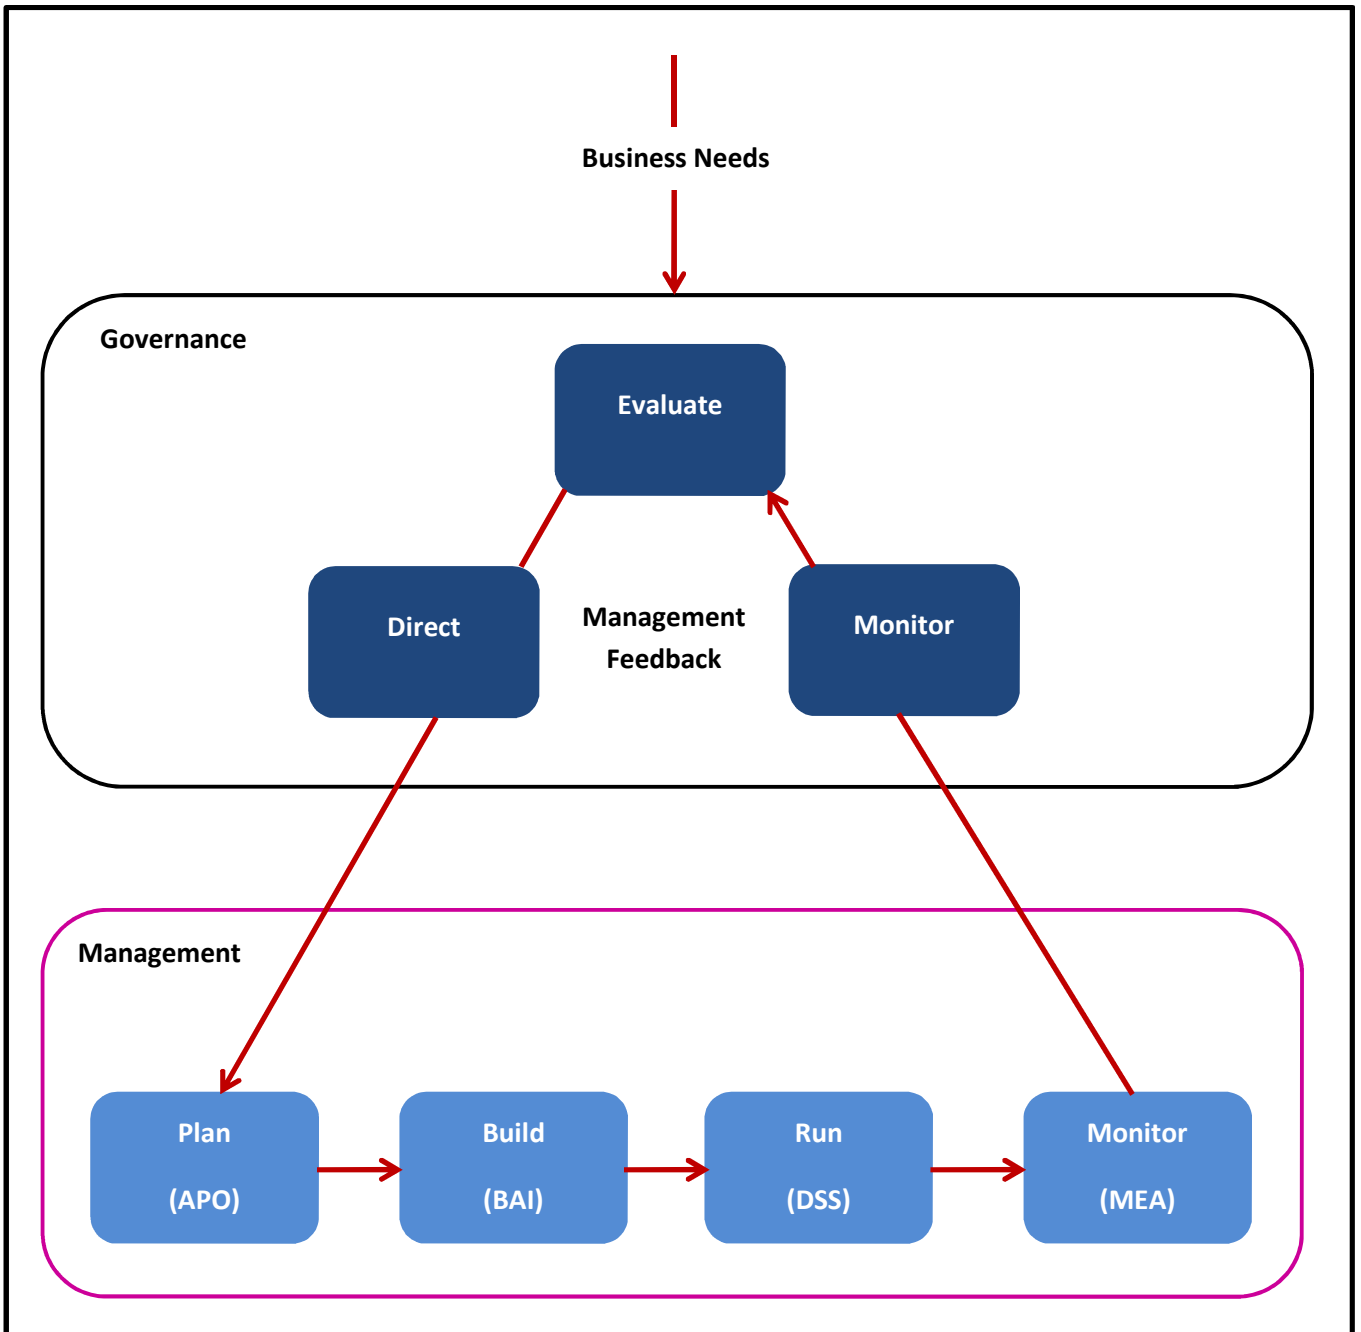 Business Needs
Governance
Evaluate
Direct
Management
Feedback
Monitor
Management
Plan
(APO)
Build
(BAI)
Run
(DSS)
Monitor
(MEA)